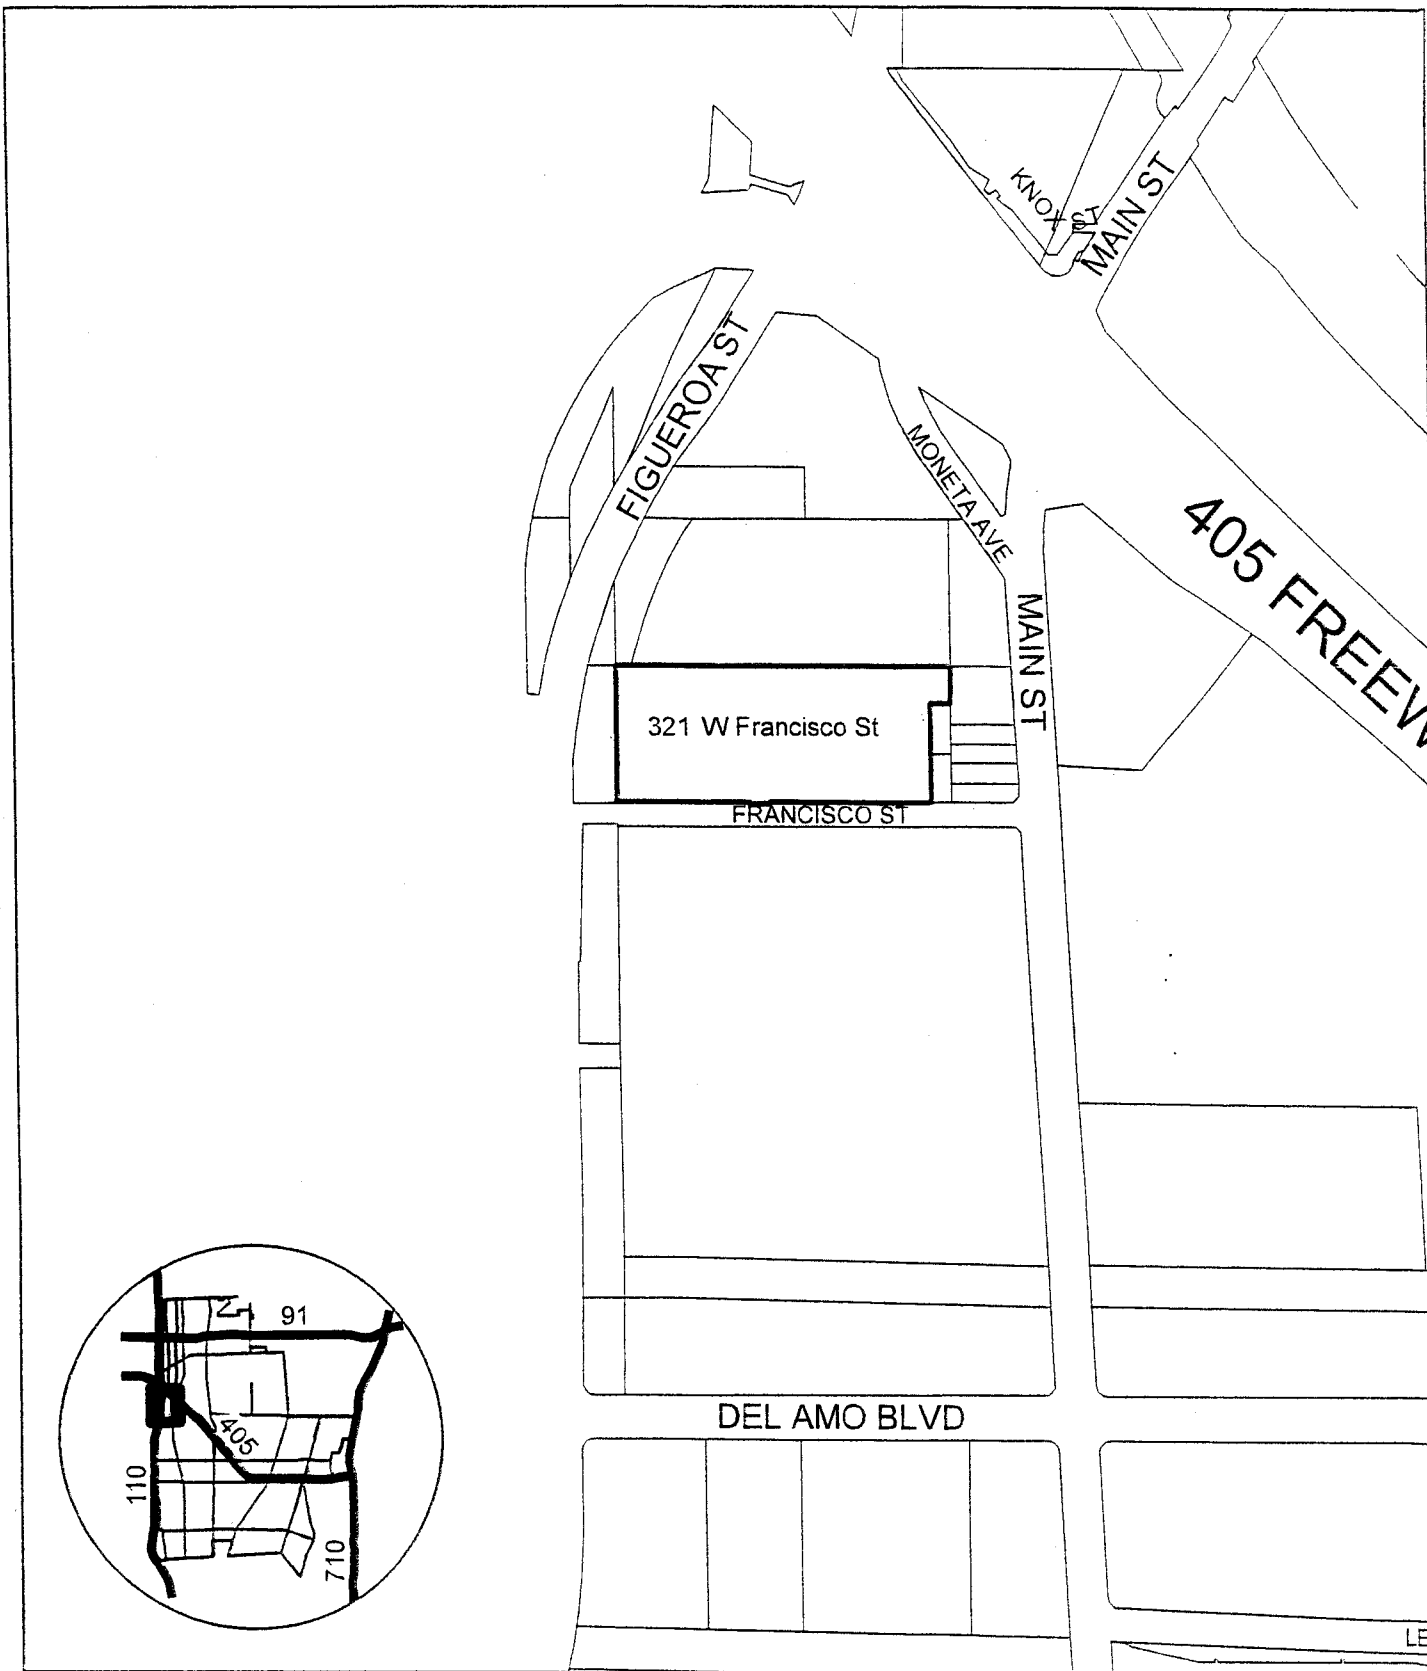 KNOX ST
MAIN ST
FIGUEROA ST
MONETA AVE
405 FREEW
MAIN ST
321 W Francisco St
FRANCISCO ST
91
405
110
710
DEL AMO BLVD
LE